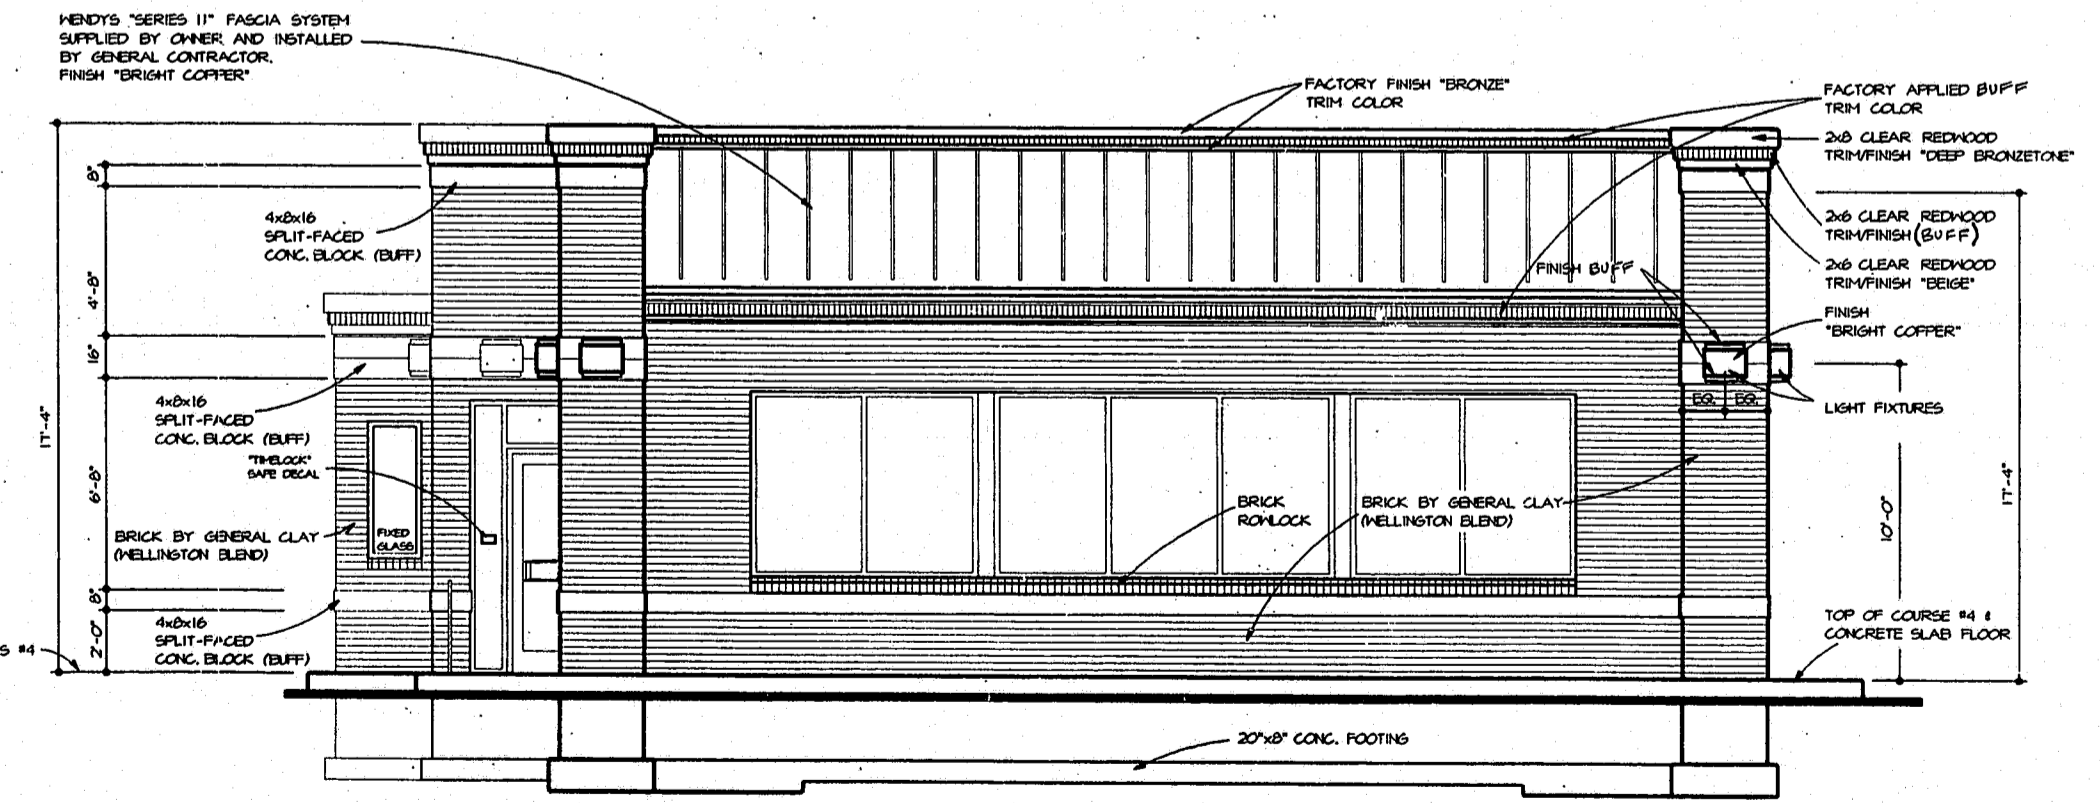 WENDYS "SERIES II" FASCIA SYSTEM
SUPPLIED BY OWNER, AND INSTALLED
BY GENERAL CONTRACTOR.
FINISH "BRIGHT COPPER"
FACTORY FINISH "BRONZE"
TRIM COLOR
FACTORY APPLIED BUFF
TRIM COLOR
2x8 CLEAR REDWOOD
TRIM/FINISH "DEEP BRONZETONE"
8"
4x8x16
SPLIT-FACED
CONC. BLOCK (BUFF)
2x6 CLEAR REDWOOD
TRIM/FINISH (BUFF)
FINISH BUFF
2x6 CLEAR REDWOOD
TRIM/FINISH "BEIGE"
4'-8"
FINISH
"BRIGHT COPPER"
16"
17'-4"
4x8x16
SPLIT-FACED
CONC. BLOCK (BUFF)
EQ. EQ.
LIGHT FIXTURES
"TIMELOCK"
SAFE DECAL
6'-8"
17'-4"
10'-0"
BRICK
ROWLOCK
BRICK BY GENERAL CLAY
(WELLINGTON BLEND)
BRICK BY GENERAL CLAY
(WELLINGTON BLEND)
FIXED
GLASS
8"
4x8x16
SPLIT-FACED
CONC. BLOCK (BUFF)
2'-0"
S #4
TOP OF COURSE #4 &
CONCRETE SLAB FLOOR
20"x8" CONC. FOOTING